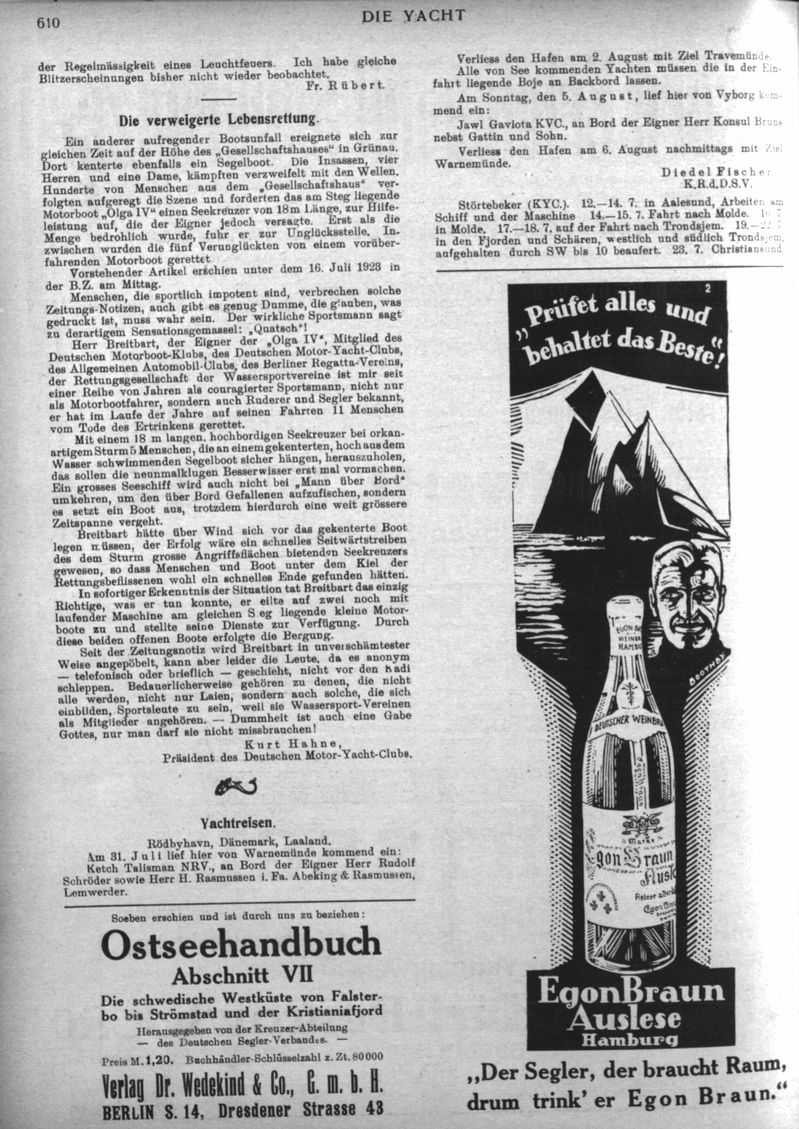 610
DIE YACHT
der Regelmässigkeit eines Leuchtfeuers. Ich habe gleiche
Blitzerscheinungen bisher nicht wieder beobachtet.
Fr. Rübert.
Die verweigerte Lebensrettung.
Ein anderer aufregender Bootsunfall ereignete sich zur
gleichen Zeit auf der Höhe des „Gesellschaftshauses" in Grünau.
Dort kenterte ebenfalls ein Segelboot. Die Insassen, vier
Herren und eine Dame, kämpften verzweifelt mit den Wellen.
Hunderte von Menschen aus dem „Gesellschaftshaus" ver-
folgten aufgeregt die Szene und forderten das am Steg liegende
Motorboot „Olga IV" einen Seekreuzer von 18m Länge, zur Hilfe-
leistung auf, die der Eigner jedoch versagte. Erst als die
Menge bedrohlich wurde, fuhr er zur Unglücksstelle. In-
zwischen wurden die fünf Verunglückten von einem vorüber-
fahrenden Motorboot gerettet.
Vorstehender Artikel erschien unter dem 16. Juli 1923 in
der B.Z. am Mittag.
Menschen, die sportlich impotent sind, verbrechen solche
Zeitungs-Notizen, auch gibt es genug Dumme, die glauben, was
gedruckt ist, muss wahr sein. Der wirkliche Sportsmann sagt
zu derartigem Sensationsgemassel: „Quatsch"!
Herr Breitbart, der Eigner der „Olga IV", Mitglied des
Deutschen Motorboot-Klubs, des Deutschen Motor-Yacht-Clubs,
des Allgemeinen Automobil-Clubs, des Berliner Regatta-Vereins,
der Rettungsgesellschaft der Wassersportvereine ist mir seit
einer Reihe von Jahren als couragierter Sportsmann, nicht nur
als Motorbootfahrer, sondern auch Ruderer und Segler bekannt,
er hat im Laufe der Jahre auf seinen Fahrten 11 Menschen
vom Tode des Ertrinkens gerettet.
Mit einem 18 m langen, hochbordigen Seekreuzer bei orkan-
artigem Sturm 5 Menschen, die an einem gekenterten, hoch aus dem
Wasser schwimmenden Segelboot sicher hängen, herauszuholen,
das sollen die neunmalklugen Besserwisser erst mal vormachen.
Ein grosses Seeschiff wird auch nicht bei „Mann über Bord"
umkehren, um den über Bord Gefallenen aufzufischen, sondern
es setzt ein Boot aus, trotzdem hierdurch eine weit grössere
Zeitspanne vergeht.
Breitbart hätte über Wind sich vor das gekenterte Boot
legen müssen, der Erfolg wäre ein schnelles Seitwärtstreiben
des dem Sturm grosse Angriffsflächen bietenden Seekreuzers
gewesen, so dass Menschen und Boot unter dem Kiel der
Rettungsbeflissenen wohl ein schnelles Ende gefunden hätten.
In sofortiger Erkenntnis der Situation tat Breitbart das einzig
Richtige, was er tun konnte, er eilte auf zwei noch mit
laufender Maschine am gleichen S eg liegende kleine Motor-
boote zu und stellte seine Dienste zur Verfügung. Durch
diese beiden offenen Boote erfolgte die Bergung.
Seit der Zeitungsnotiz wird Breitbart in unverschämtester
Weise angepöbelt, kann aber leider die Leute, da es anonym
— telefonisch oder brieflich — geschieht, nicht vor den Kadi
schleppen. Bedauerlicherweise gehören zu denen, die nicht
alle werden, nicht nur Laien, sondern auch solche, die sich
einbilden, Sportsleute zu sein, weil sie Wassersport-Vereinen
als Mitglieder angehören. — Dummheit ist auch eine Gabe
Gottes, nur man darf sie nicht missbrauchen!
Kurt Hahne,
Präsident des Deutschen Motor-Yacht-Clubs.
Yachtreisen.
Rödbyhavn, Dänemark, Laaland.
Am 31. Juli lief hier von Warnemünde kommend ein:
Ketch Talisman NRV., an Bord der Eigner Herr Rudolf
Schröder sowie Herr H. Rasmussen i. Fa. Abeking & Rasmussen,
Lemwerder.
Soeben erschien und ist durch uns zu beziehen:
Ostseehandbuch
Abschnitt VII
Die schwedische Westküste von Falster-
bo bis Strömstad und der Kristianiafjord
Herausgegeben von der Kreuzer-Abteilung
— des Deutschen Segler-Verbandes. —
Preis M. 1,20. Buchhändler-Schlüsselzahl z. Zt. 80000
Verlag Dr. Wedekind & Co., G. m. b. H.
BERLIN S. 14, Dresdener Strasse 43
Verliess den Hafen am 2. August mit Ziel Travemünde.
Alle von See kommenden Yachten müssen die in der Ein-
fahrt liegende Boje an Backbord lassen.
Am Sonntag, den 5. August, lief hier von Vyborg kom-
mend ein:
Jawl Gaviota KVC., an Bord der Eigner Herr Konsul Bruns
nebst Gattin und Sohn.
Verliess den Hafen am 6. August nachmittags mit Ziel
Warnemünde.
Diedel Fischer
K.R.d.D.S.V.
Störtebeker (KYC.). 12.—14. 7. in Aalesund, Arbeiten am
Schiff und der Maschine 14.—15. 7. Fahrt nach Molde. 16 7
in Molde. 17.—18. 7. auf der Fahrt nach Trondsjem. 19.—22. 7
in den Fjorden und Schären, westlich und südlich Trondsjem,
aufgehalten durch SW bis 10 beaufert. 23. 7. Christiansund
2
„Prüfet alles und
behaltet das Beste"!
EGON BRAUN
WEINBR
HAMBU
DEUTSCHER WEINBRA
Marke
gon Braun
Ausl
Egon Bra
EgonBraun
Auslese
Hamburg
„Der Segler, der braucht Raum,
drum trink' er Egon Braun."